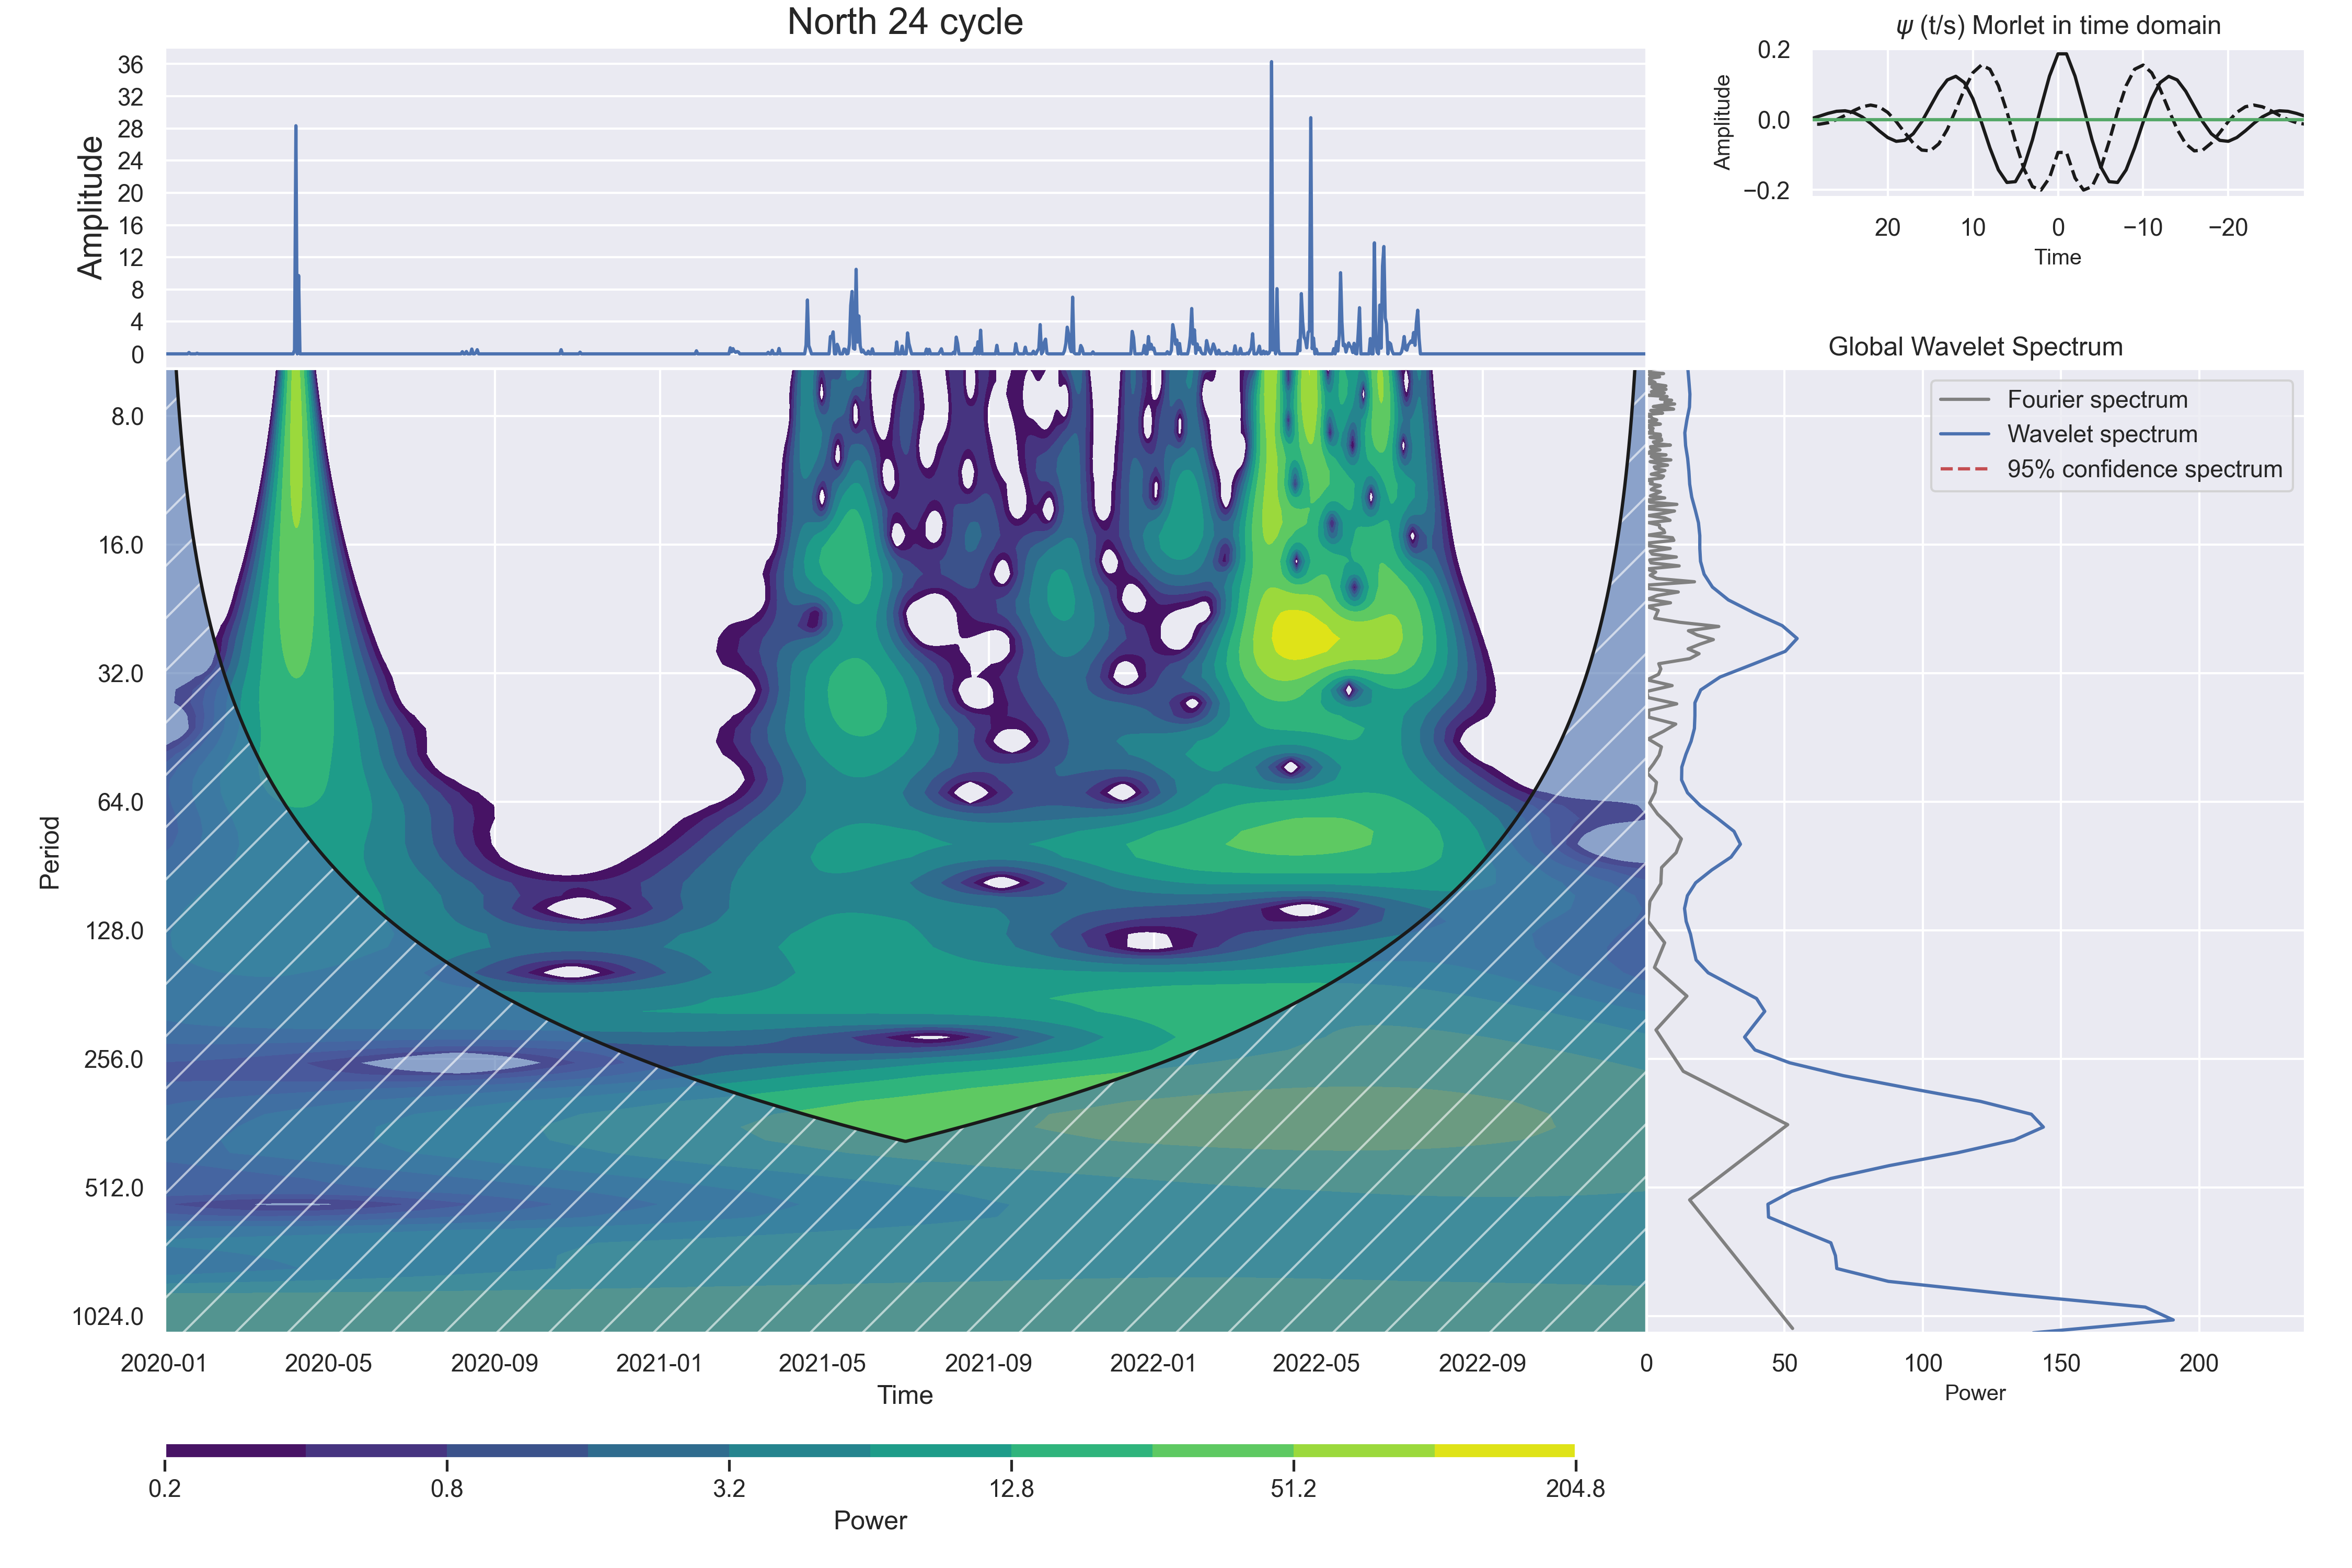 North 24 cycle
Amplitude
36
32
28
24
20
16
12
8
4
0
ψ (t/s) Morlet in time domain
Amplitude
0.2
0.0
−0.2
20 10 0 −10 −20
Time
Period
8.0
16.0
32.0
64.0
128.0
256.0
512.0
1024.0
2020-01 2020-05 2020-09 2021-01 2021-05 2021-09 2022-01 2022-05 2022-09
Time
Global Wavelet Spectrum
Fourier spectrum
Wavelet spectrum
95% confidence spectrum
0 50 100 150 200
Power
0.2 0.8 3.2 12.8 51.2 204.8
Power